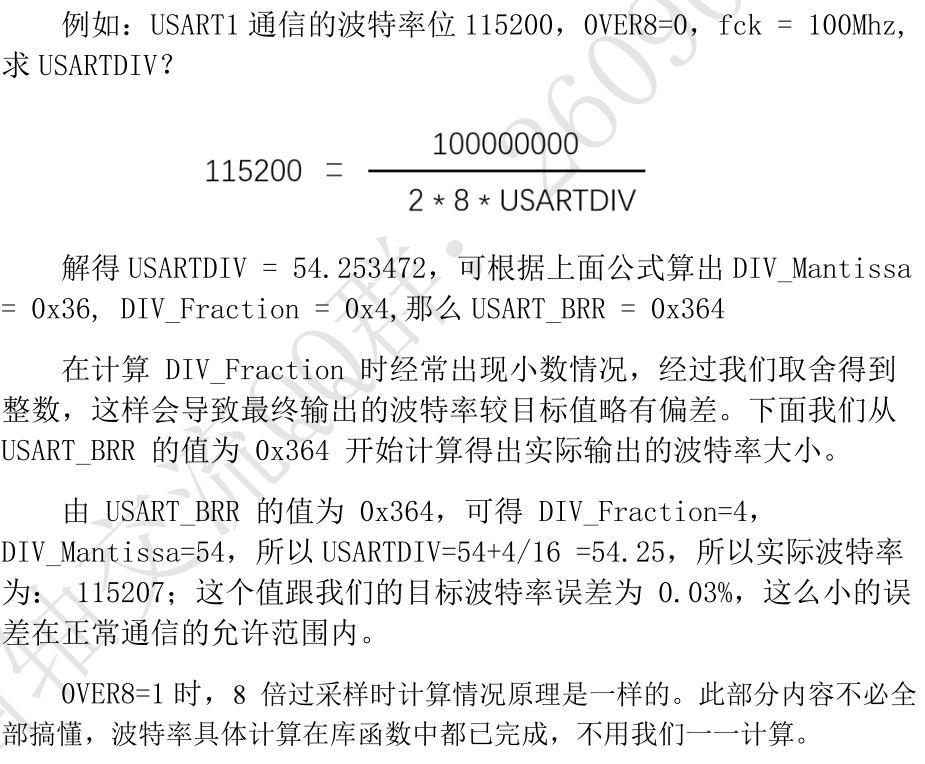 例如：USART1 通信的波特率位 115200，OVER8=0，fck = 100Mhz，
求 USARTDIV？
115200 = 100000000
2 * 8 * USARTDIV
解得 USARTDIV = 54.253472，可根据上面公式算出 DIV_Mantissa
= 0x36, DIV_Fraction = 0x4,那么 USART_BRR = 0x364
在计算 DIV_Fraction 时经常出现小数情况，经过我们取舍得到
整数，这样会导致最终输出的波特率较目标值略有偏差。下面我们从
USART_BRR 的值为 0x364 开始计算得出实际输出的波特率大小。
由 USART_BRR 的值为 0x364，可得 DIV_Fraction=4，
DIV_Mantissa=54，所以 USARTDIV=54+4/16 =54.25，所以实际波特率
为： 115207；这个值跟我们的目标波特率误差为 0.03%，这么小的误
差在正常通信的允许范围内。
OVER8=1 时，8 倍过采样时计算情况原理是一样的。此部分内容不必全
部搞懂，波特率具体计算在库函数中都已完成，不用我们一一计算。
轴交流QQ群：2609